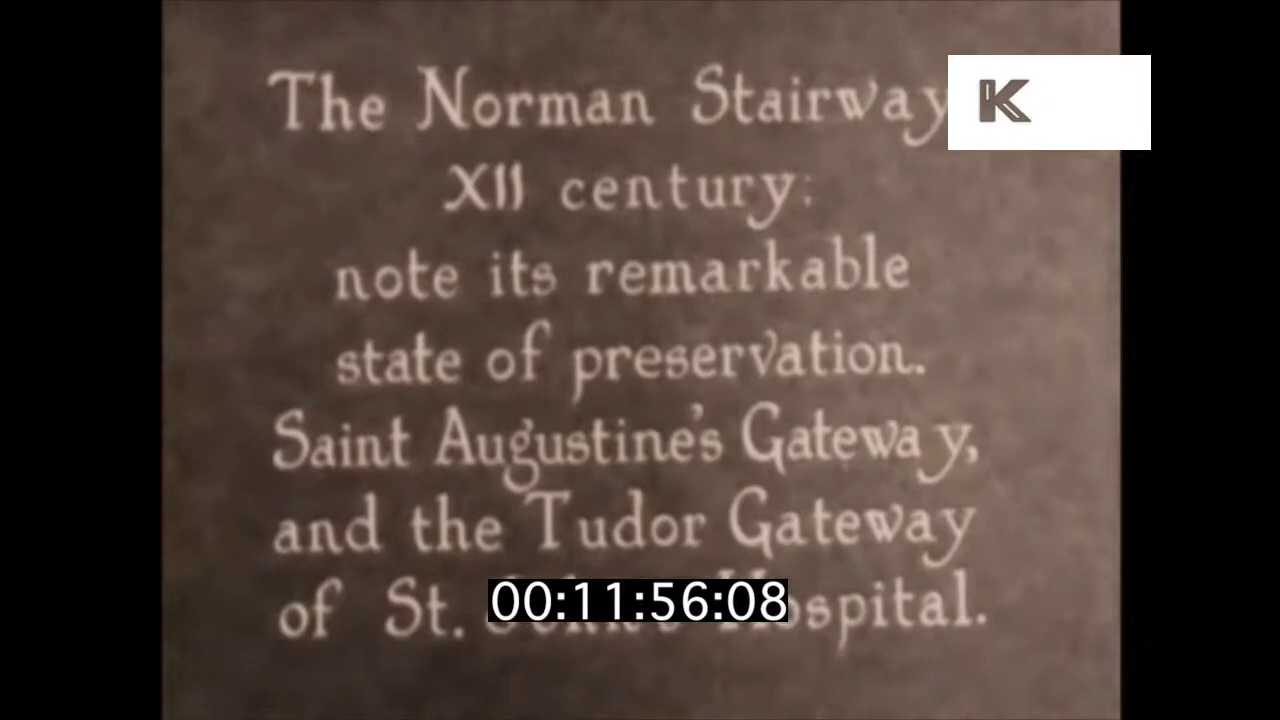 The Norman Stairway
K
XII century:
note its remarkable
state of preservation.
Saint Augustine's Gateway,
and the Tudor Gateway
of St. Hospital.
00:11:56:08